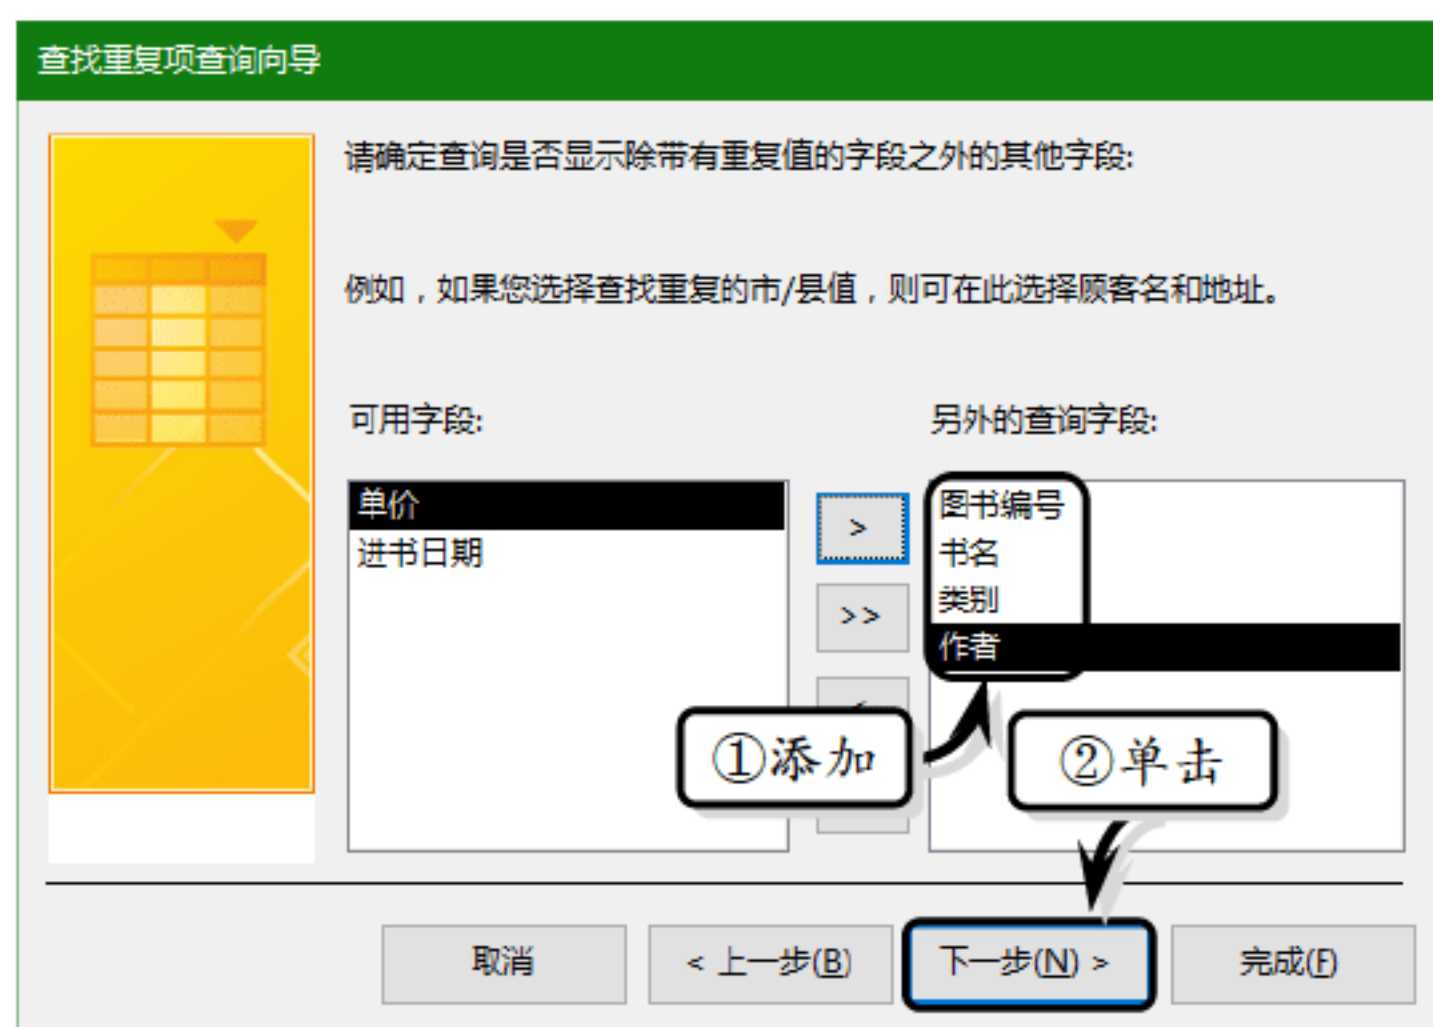 查找重复项查询向导
请确定查询是否显示除带有重复值的字段之外的其他字段:
例如，如果您选择查找重复的市/县值，则可在此选择顾客名和地址。
可用字段:
另外的查询字段:
单价
进书日期
>
>>
图书编号
书名
类别
作者
①添加
②单击
取消
< 上一步(B)
下一步(N) >
完成(F)